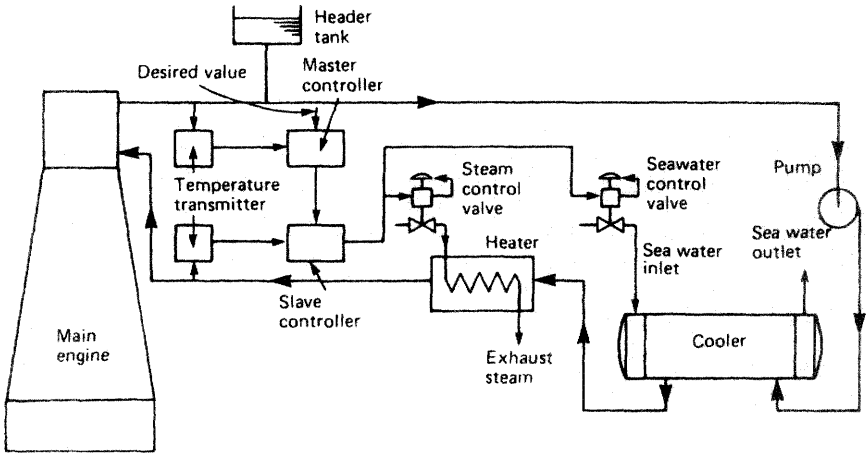 Header
tank
Desired value
Master
controller
Steam
control
valve
Seawater
control
valve
Pump
Temperature
transmitter
Sea water
outlet
Heater
Sea water
inlet
Slave
controller
Main
engine
Cooler
Exhaust
steam